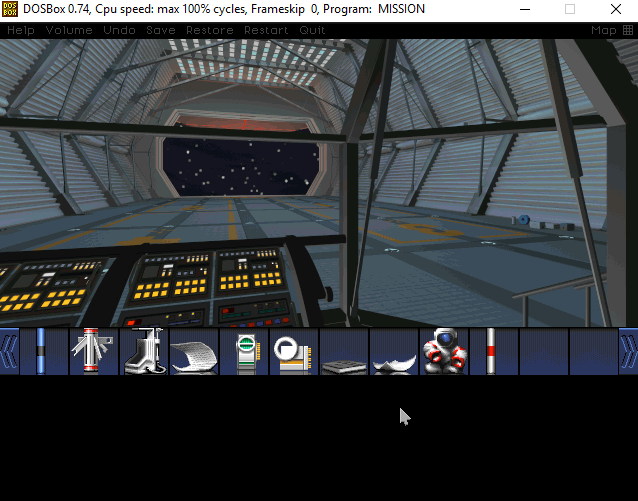 DOSBox 0.74, Cpu speed: max 100% cycles, Frameskip 0, Program: MISSION
Help Volume Undo Save Restore Restart Quit Map